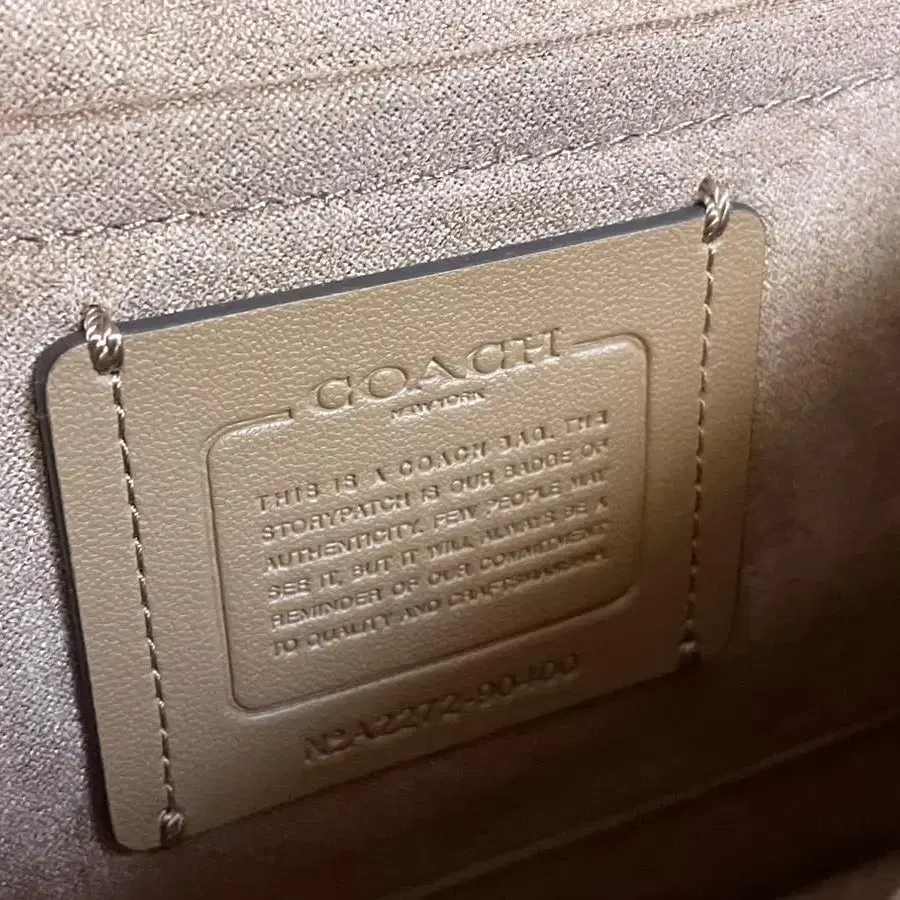 COACH
NEW YORK
THIS IS A COACH BAG. THE
STORYPATCH IS OUR BADGE OF
AUTHENTICITY. FEW PEOPLE MAY
SEE IT, BUT IT WILL ALWAYS BE A
REMINDER OF OUR COMMITMENT
TO QUALITY AND CRAFTSMANSHIP.